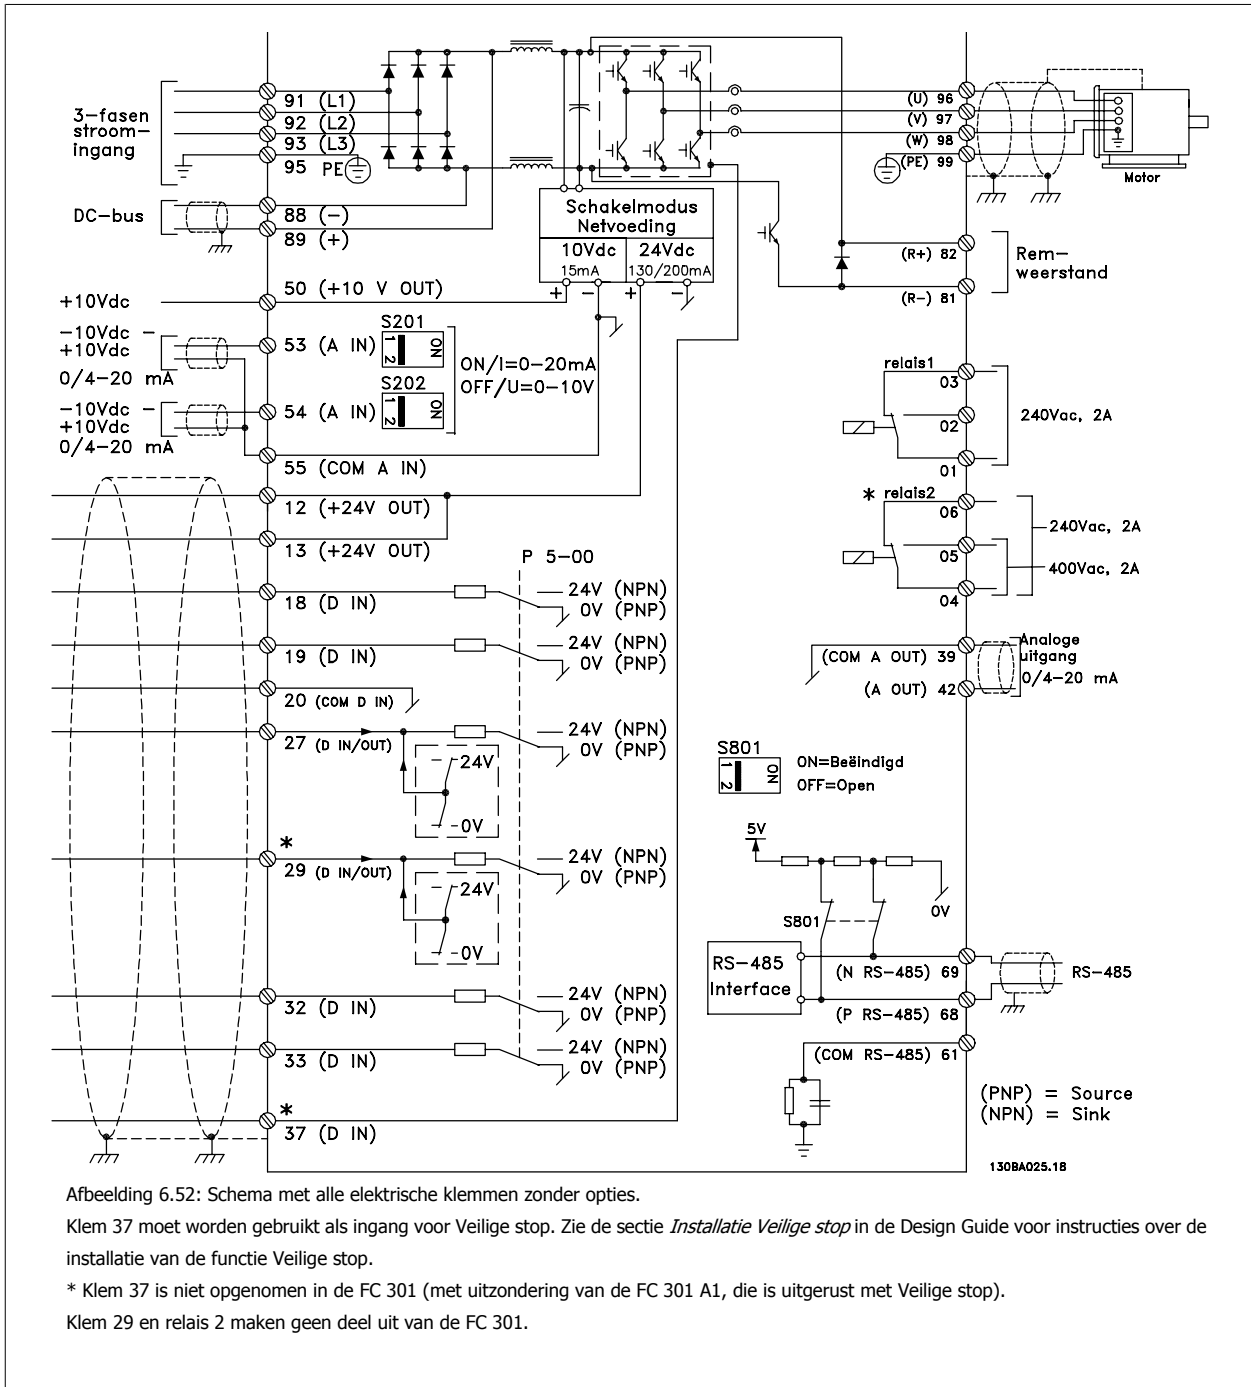 3-fasen
stroom-
ingang
91 (L1)
92 (L2)
93 (L3)
95 PE
DC-bus
88 (-)
89 (+)
+10Vdc
50 (+10 V OUT)
-10Vdc -
+10Vdc
0/4-20 mA
53 (A IN)
S201
1 2
ON
ON/I=0-20mA
OFF/U=0-10V
-10Vdc -
+10Vdc
0/4-20 mA
54 (A IN)
S202
1 2
ON
55 (COM A IN)
12 (+24V OUT)
13 (+24V OUT)
P 5-00
18 (D IN)
24V (NPN)
0V (PNP)
19 (D IN)
24V (NPN)
0V (PNP)
20 (COM D IN)
27 (D IN/OUT)
24V (NPN)
0V (PNP)
24V
0V
*
29 (D IN/OUT)
24V (NPN)
0V (PNP)
24V
0V
32 (D IN)
24V (NPN)
0V (PNP)
33 (D IN)
24V (NPN)
0V (PNP)
*
37 (D IN)
Schakelmodus
Netvoeding
10Vdc
15mA
24Vdc
130/200mA
+ - + -
(U) 96
(V) 97
(W) 98
(PE) 99
Motor
(R+) 82
(R-) 81
Rem-
weerstand
relais1
03
02
01
240Vac, 2A
* relais2
06
05
04
240Vac, 2A
400Vac, 2A
(COM A OUT) 39
(A OUT) 42
Analoge
uitgang
0/4-20 mA
S801
1 2
ON
ON=Beëindigd
OFF=Open
5V
0V
S801
RS-485
Interface
(N RS-485) 69
(P RS-485) 68
RS-485
(COM RS-485) 61
(PNP) = Source
(NPN) = Sink
130BA025.18
Afbeelding 6.52: Schema met alle elektrische klemmen zonder opties.
Klem 37 moet worden gebruikt als ingang voor Veilige stop. Zie de sectie Installatie Veilige stop in de Design Guide voor instructies over de
installatie van de functie Veilige stop.
* Klem 37 is niet opgenomen in de FC 301 (met uitzondering van de FC 301 A1, die is uitgerust met Veilige stop).
Klem 29 en relais 2 maken geen deel uit van de FC 301.